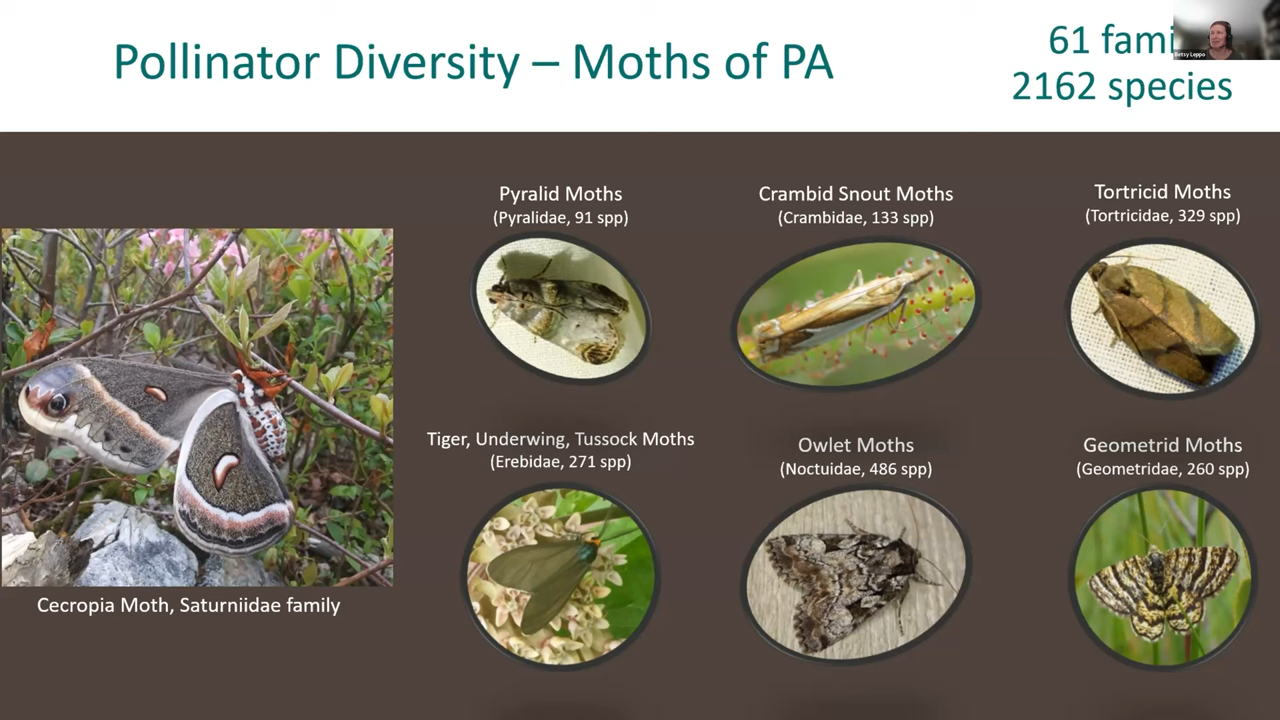 Pollinator Diversity – Moths of PA
61 fami
2162 species
Betsy Leppo
Pyralid Moths
(Pyralidae, 91 spp)
Crambid Snout Moths
(Crambidae, 133 spp)
Tortricid Moths
(Tortricidae, 329 spp)
Tiger, Underwing, Tussock Moths
(Erebidae, 271 spp)
Owlet Moths
(Noctuidae, 486 spp)
Geometrid Moths
(Geometridae, 260 spp)
Cecropia Moth, Saturniidae family